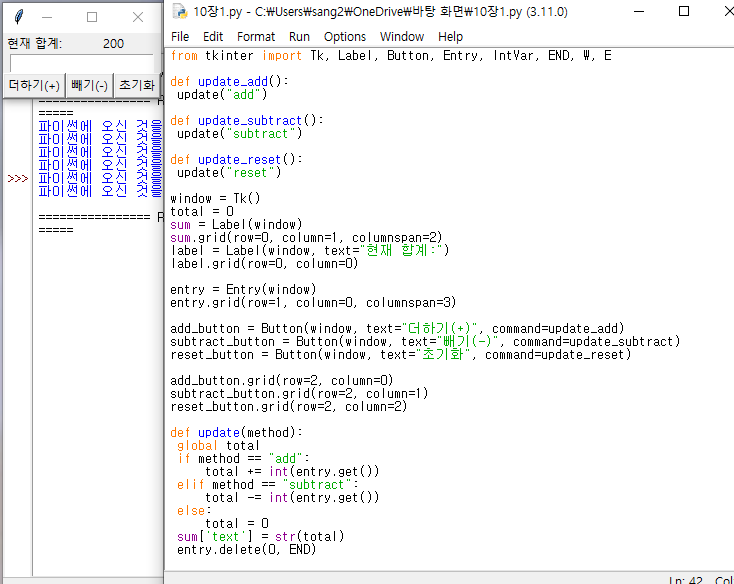 10장1.py - C:₩Users₩sang2₩OneDrive₩바탕 화면₩10장1.py (3.11.0)
File Edit Format Run Options Window Help
현재 합계: 200
더하기(+) 빼기(-) 초기화
=====
파이썬에 오신 것을
파이썬에 오신 것을
파이썬에 오신 것을
파이썬에 오신 것을
>>> 파이썬에 오신 것을
파이썬에 오신 것을
================ R
=====
from tkinter import Tk, Label, Button, Entry, IntVar, END, W, E
def update_add():
 update("add")
def update_subtract():
 update("subtract")
def update_reset():
 update("reset")
window = Tk()
total = 0
sum = Label(window)
sum.grid(row=0, column=1, columnspan=2)
label = Label(window, text="현재 합계:")
label.grid(row=0, column=0)
entry = Entry(window)
entry.grid(row=1, column=0, columnspan=3)
add_button = Button(window, text="더하기(+)", command=update_add)
subtract_button = Button(window, text="빼기(-)", command=update_subtract)
reset_button = Button(window, text="초기화", command=update_reset)
add_button.grid(row=2, column=0)
subtract_button.grid(row=2, column=1)
reset_button.grid(row=2, column=2)
def update(method):
 global total
 if method == "add":
     total += int(entry.get())
 elif method == "subtract":
     total -= int(entry.get())
 else:
     total = 0
 sum['text'] = str(total)
 entry.delete(0, END)
Ln: 42 Col